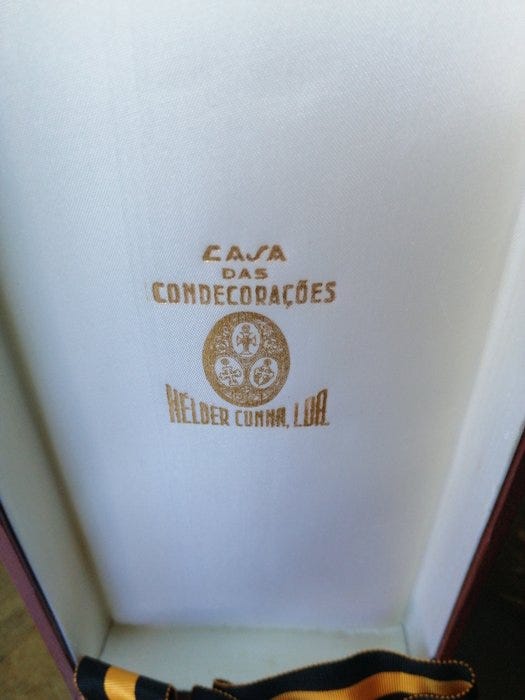 CASA
DAS
CONDECORAÇÕES
HELDER CUNHA, LDA.